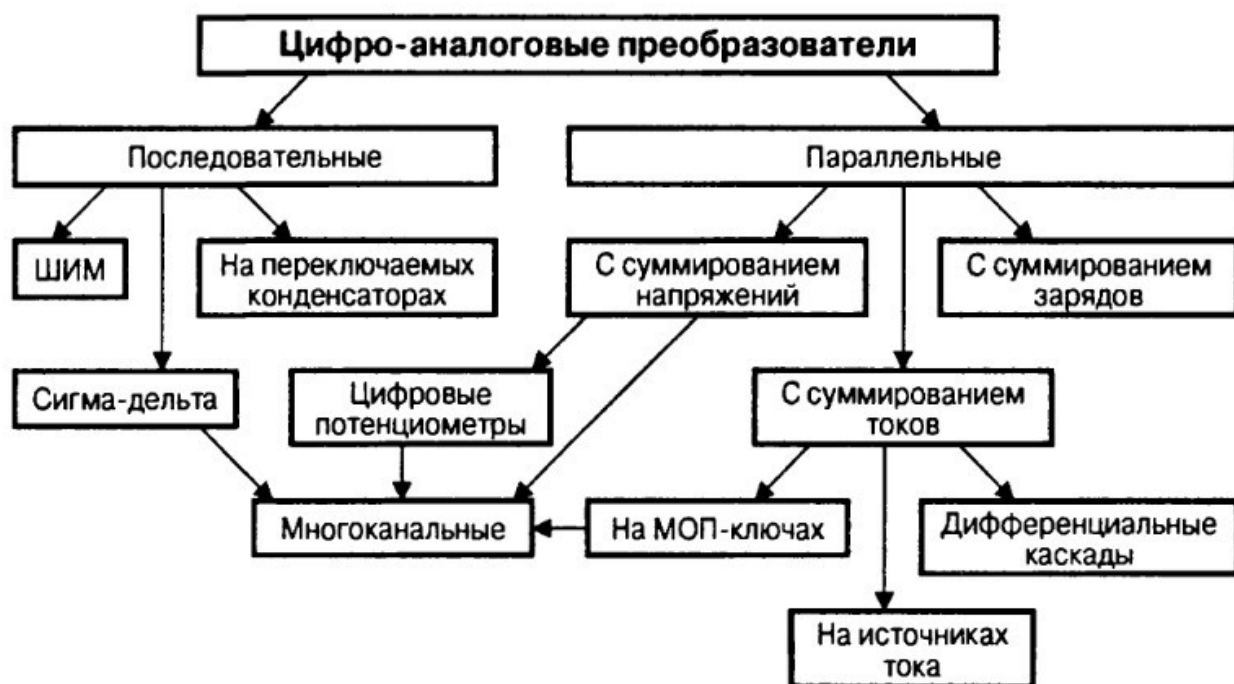 Цифро-аналоговые преобразователи
Последовательные
Параллельные
ШИМ
На переключаемых
конденсаторах
С суммированием
напряжений
С суммированием
зарядов
Сигма-дельта
Цифровые
потенциометры
С суммированием
токов
Многоканальные
На МОП-ключах
Дифференциальные
каскады
На источниках
тока